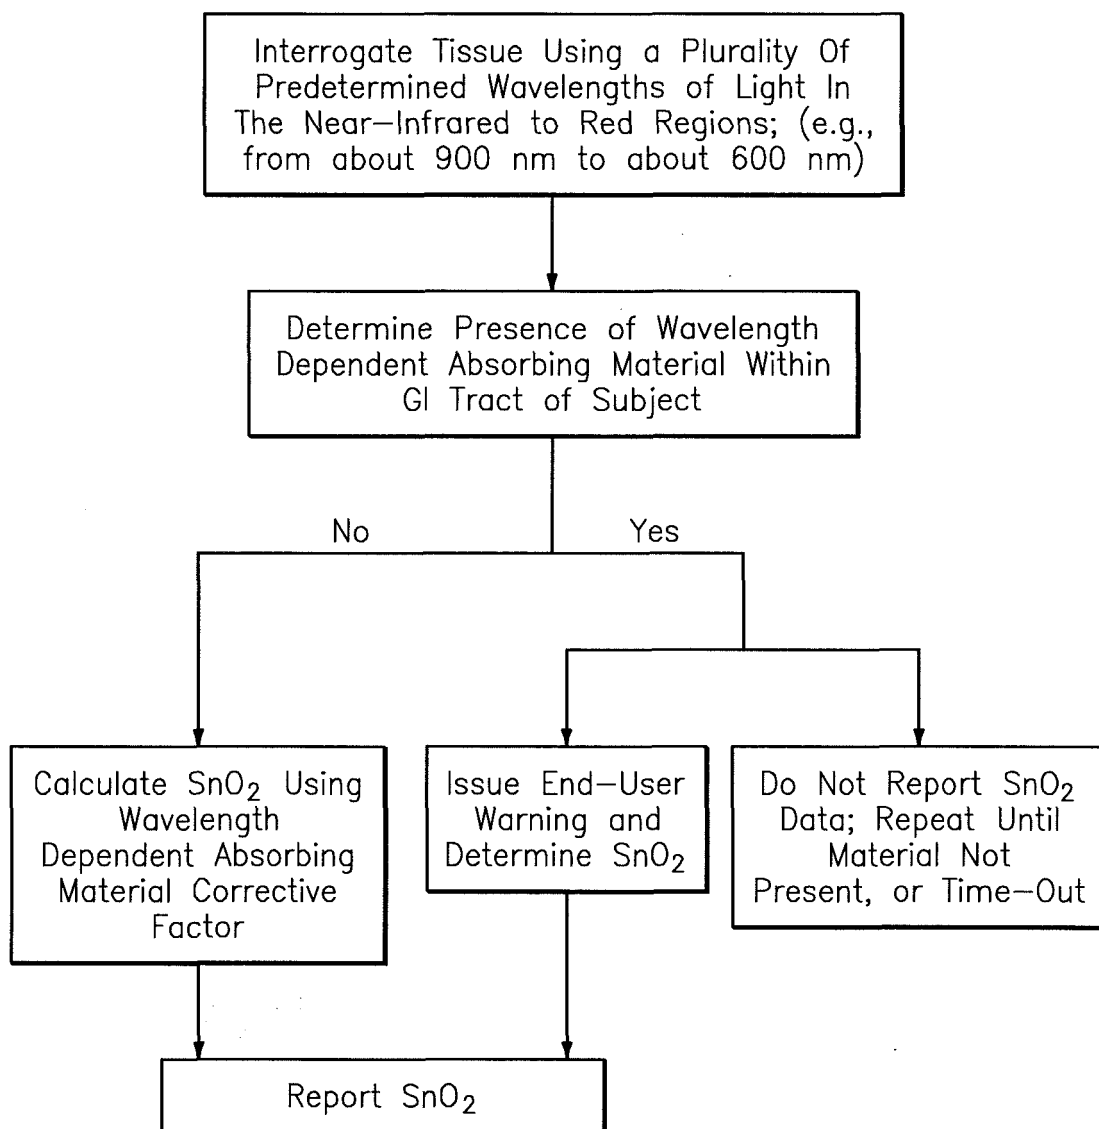 Interrogate Tissue Using a Plurality Of
Predetermined Wavelengths of Light In
The Near-Infrared to Red Regions; (e.g.,
from about 900 nm to about 600 nm)
Determine Presence of Wavelength
Dependent Absorbing Material Within
GI Tract of Subject
No
Yes
Calculate SnO₂ Using
Wavelength
Dependent Absorbing
Material Corrective
Factor
Issue End-User
Warning and
Determine SnO₂
Do Not Report SnO₂
Data; Repeat Until
Material Not
Present, or Time-Out
Report SnO₂